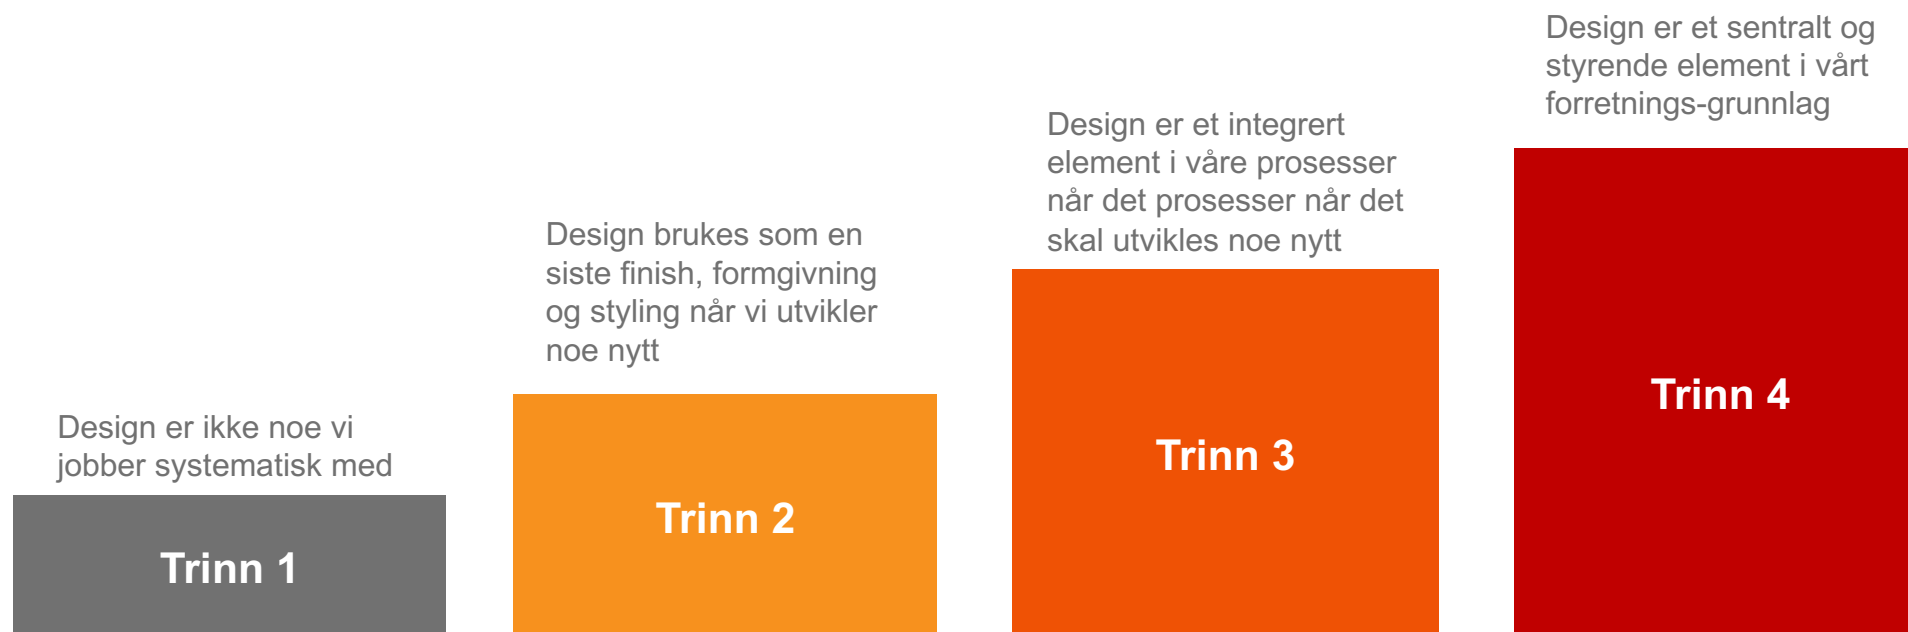 Design er ikke noe vi
jobber systematisk med
Trinn 1
Design brukes som en
siste finish, formgivning
og styling når vi utvikler
noe nytt
Trinn 2
Design er et integrert
element i våre prosesser
når det prosesser når det
skal utvikles noe nytt
Trinn 3
Design er et sentralt og
styrende element i vårt
forretnings-grunnlag
Trinn 4